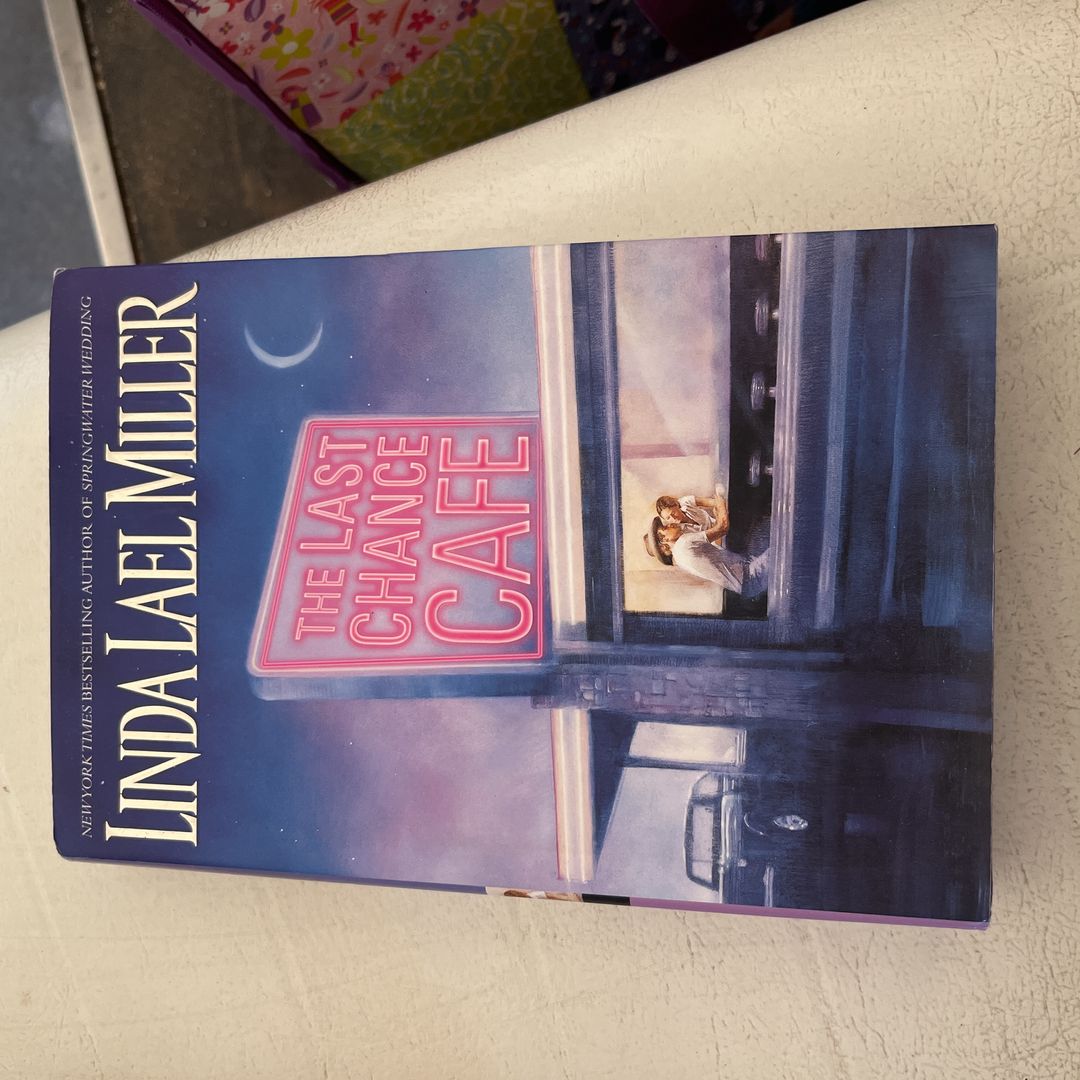 NEW YORK TIMES BESTSELLING AUTHOR OF SPRINGWATER WEDDING
LINDA LAEL MILLER
THE LAST
CHANCE
CAFE